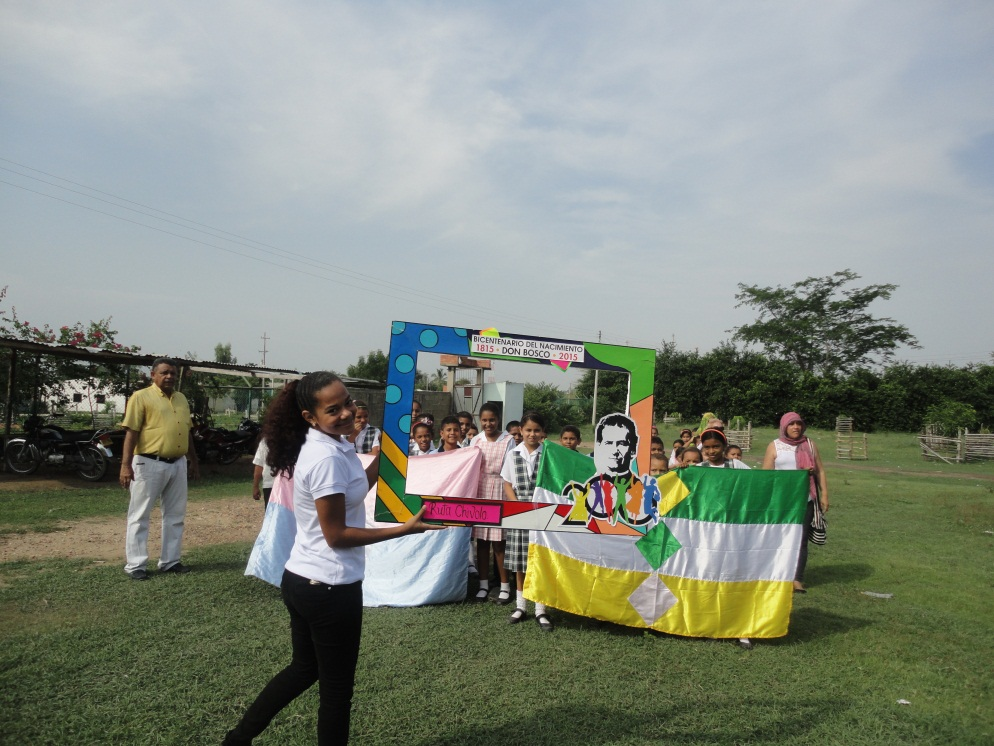 BICENTENARIO DEL NACIMIENTO
1815 • DON BOSCO • 2015
Ruta Chivolo